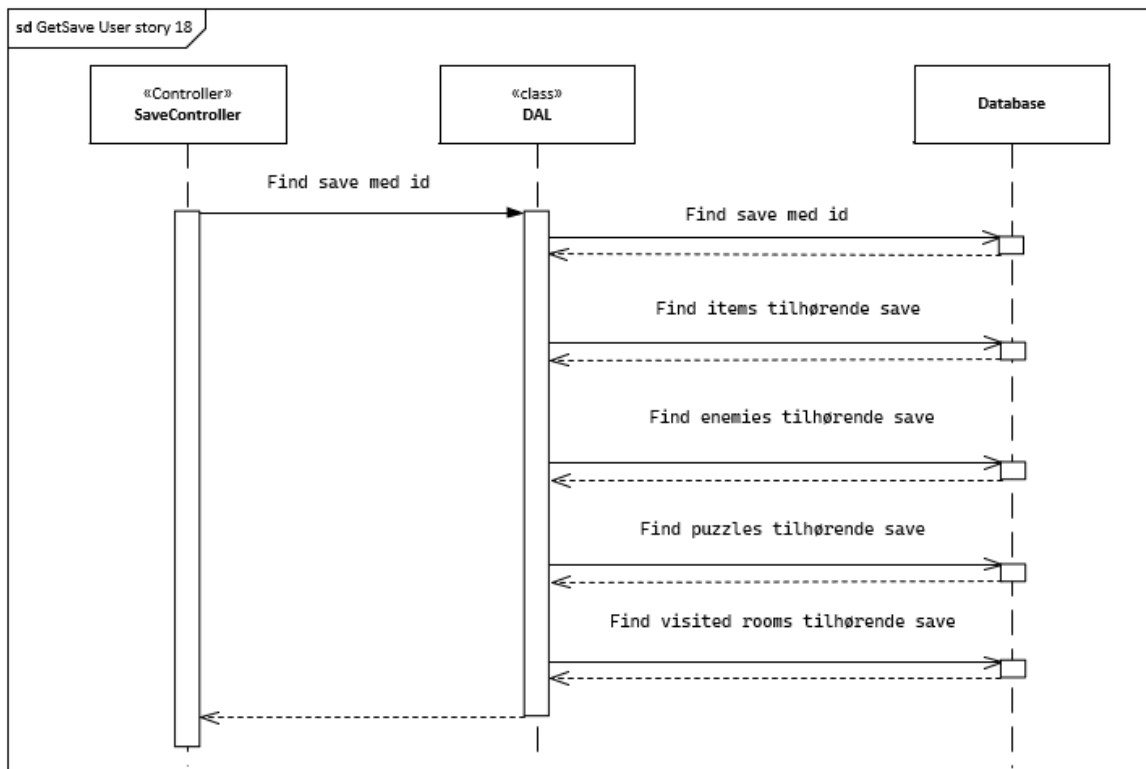 sd GetSave User story 18
«Controller»
SaveController
«class»
DAL
Database
Find save med id
Find save med id
Find items tilhørende save
Find enemies tilhørende save
Find puzzles tilhørende save
Find visited rooms tilhørende save